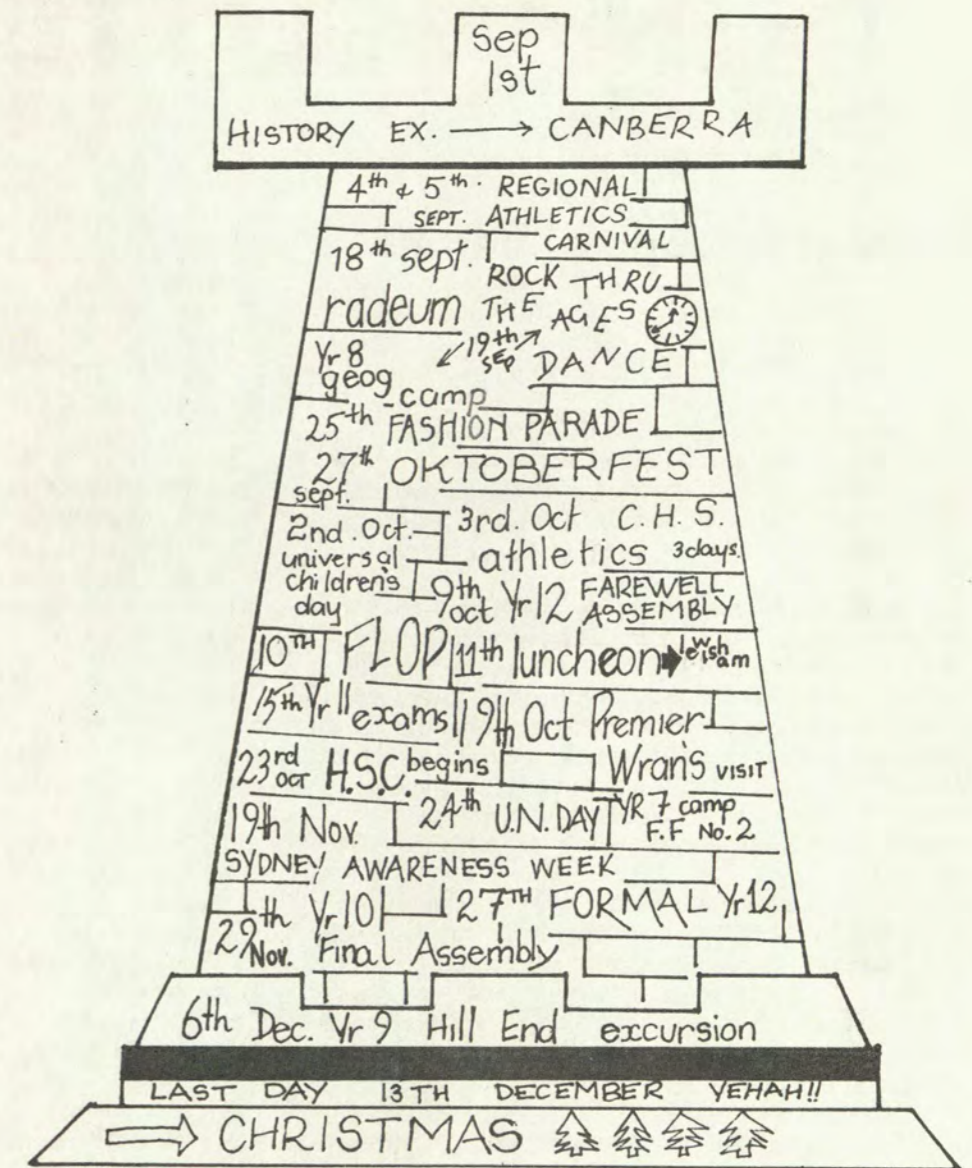 Sep
1st
HISTORY EX. → CANBERRA
4th & 5th. REGIONAL
SEPT. ATHLETICS
CARNIVAL
18th sept.
radeum
ROCK THRU
THE AGES
19th
SEP
DANCE
Yr 8
geog
camp
25th FASHION PARADE
27th OKTOBERFEST
sept.
2nd. Oct.
universal
children's
day
3rd. Oct C.H.S.
athletics 3days.
9th
oct Yr12 FAREWELL
ASSEMBLY
10TH FLOP
11th luncheon → lewisham
15th Yr 11 exams
19th Oct Premier
Wran's VISIT
23rd
OCT H.S.C. begins
24th U.N. DAY
YR 7 camp
F.F No. 2
19th Nov.
SYDNEY AWARENESS WEEK
27TH FORMAL Yr12
29th Yr 10
Nov. Final Assembly
6th Dec. Yr 9 Hill End excursion
LAST DAY 13TH DECEMBER YEHAH!!
→ CHRISTMAS